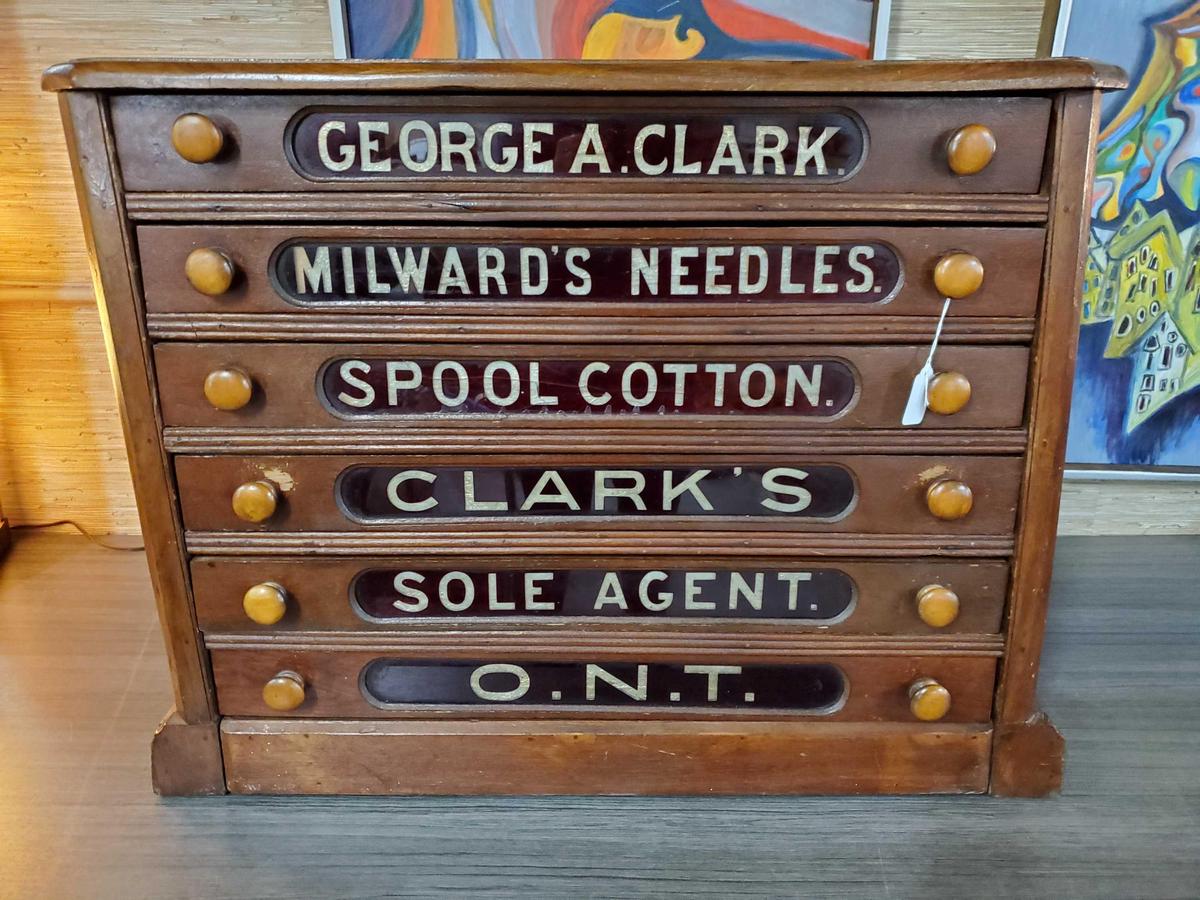 GEORGE A. CLARK.
MILWARD'S NEEDLES.
SPOOL COTTON.
CLARK'S
SOLE AGENT.
O.N.T.